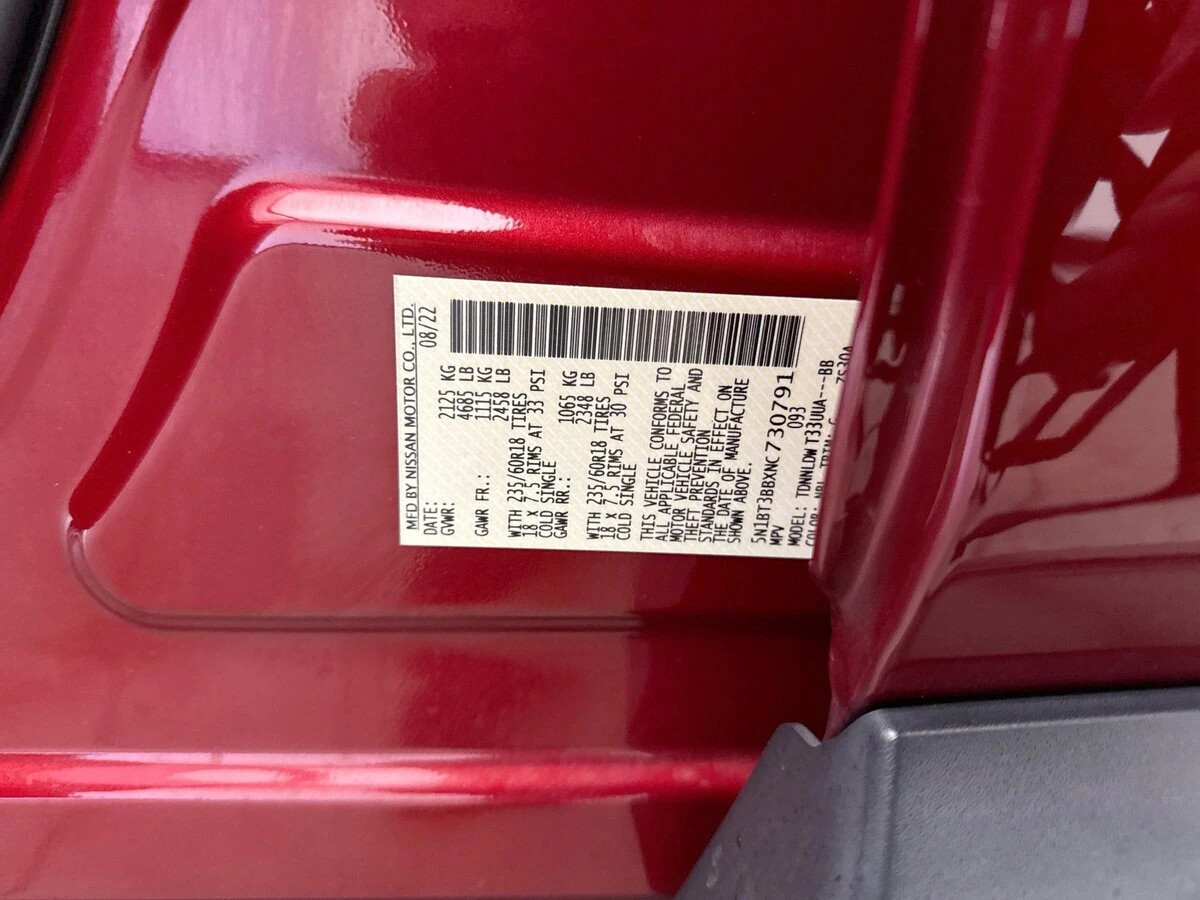 MFD BY NISSAN MOTOR CO., LTD.
DATE: 08/22
GVWR: 2125 KG
4685 LB
GAWR FR.: 1115 KG
2458 LB
WITH 235/60R18 TIRES
18 X 7.5 RIMS AT 33 PSI
COLD SINGLE
GAWR RR.: 1065 KG
2348 LB
WITH 235/60R18 TIRES
18 X 7.5 RIMS AT 30 PSI
COLD SINGLE
THIS VEHICLE CONFORMS TO
ALL APPLICABLE FEDERAL
MOTOR VEHICLE SAFETY AND
THEFT PREVENTION
STANDARDS IN EFFECT ON
THE DATE OF MANUFACTURE
SHOWN ABOVE.
5N1BT3BBXNC730791
MPV 093
MODEL: TDNNLDWT33UUA---BB
COLOR: NBL TRIM: G